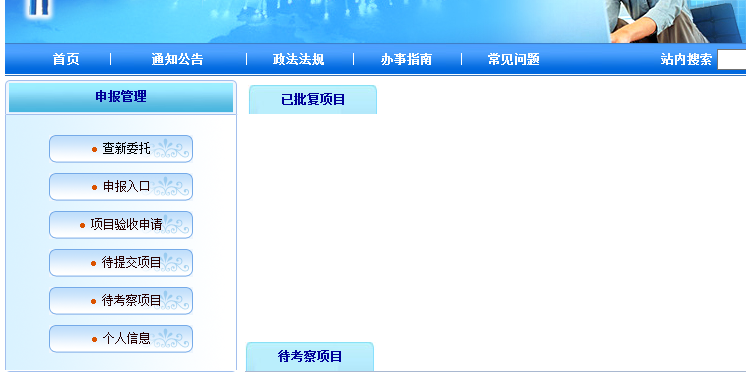 首页 通知公告 政法法规 办事指南 常见问题 站内搜索
申报管理
查新委托
申报入口
项目验收申请
待提交项目
待考察项目
个人信息
已批复项目
待考察项目